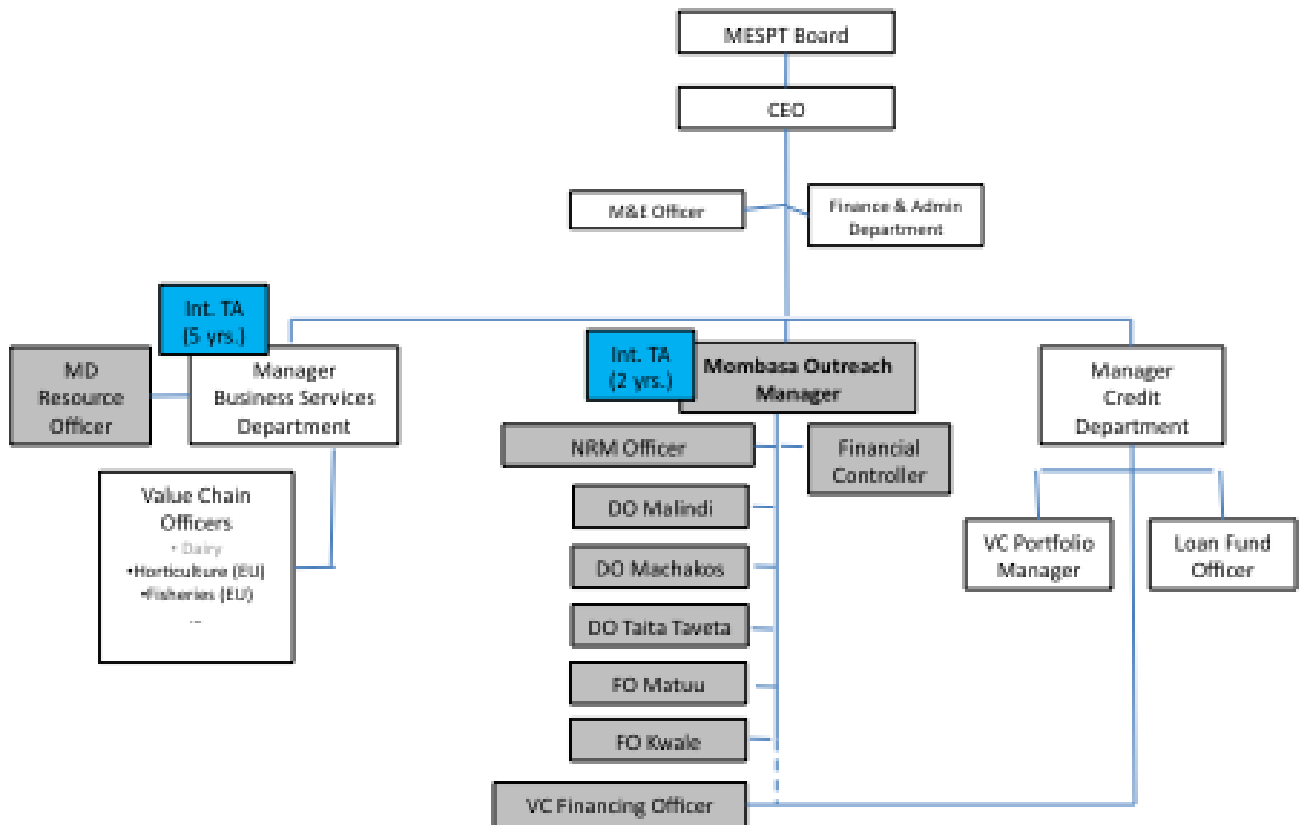 MESPT Board
CEO
M&E Officer
Finance & Admin
Department
Int. TA
(5 yrs.)
MD
Resource
Officer
Manager
Business Services
Department
Int. TA
(2 yrs.)
Mombasa Outreach
Manager
Manager
Credit
Department
Value Chain
Officers
• Dairy
•Horticulture (EU)
•Fisheries (EU)
...
NRM Officer
Financial
Controller
DO Malindi
DO Machakos
DO Taita Taveta
FO Matuu
FO Kwale
VC Financing Officer
VC Portfolio
Manager
Loan Fund
Officer